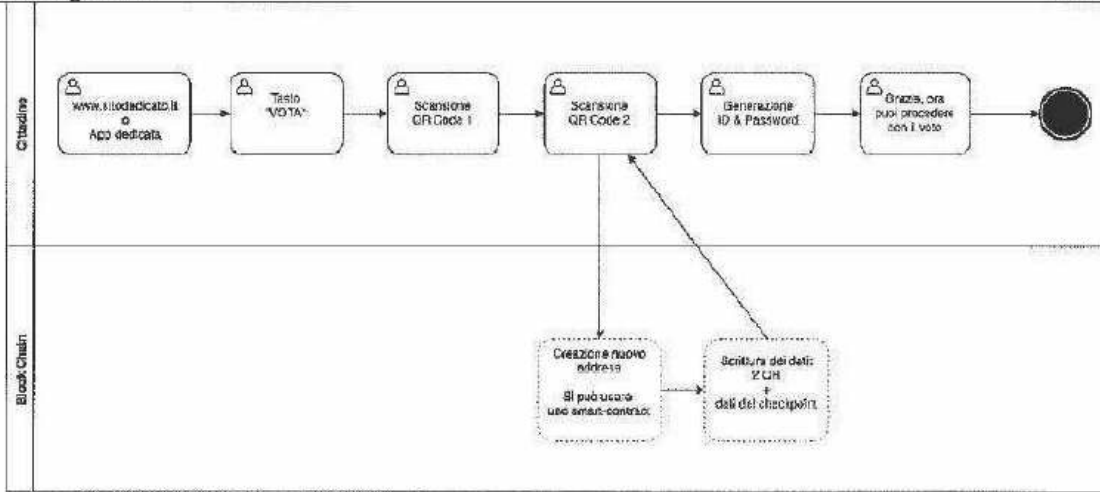 Cittadino
www.sitodedicato.it
o
App dedicata
Tasto
"VOTA"
Scansione
QR Code 1
Scansione
QR Code 2
Generazione
ID & Password
Grazie, ora
puoi procedere
con il voto
Block Chain
Creazione nuovo
address
Si può usare
uno smart-contract
Scrittura dei dati:
2 QR
+
dati del checkpoint